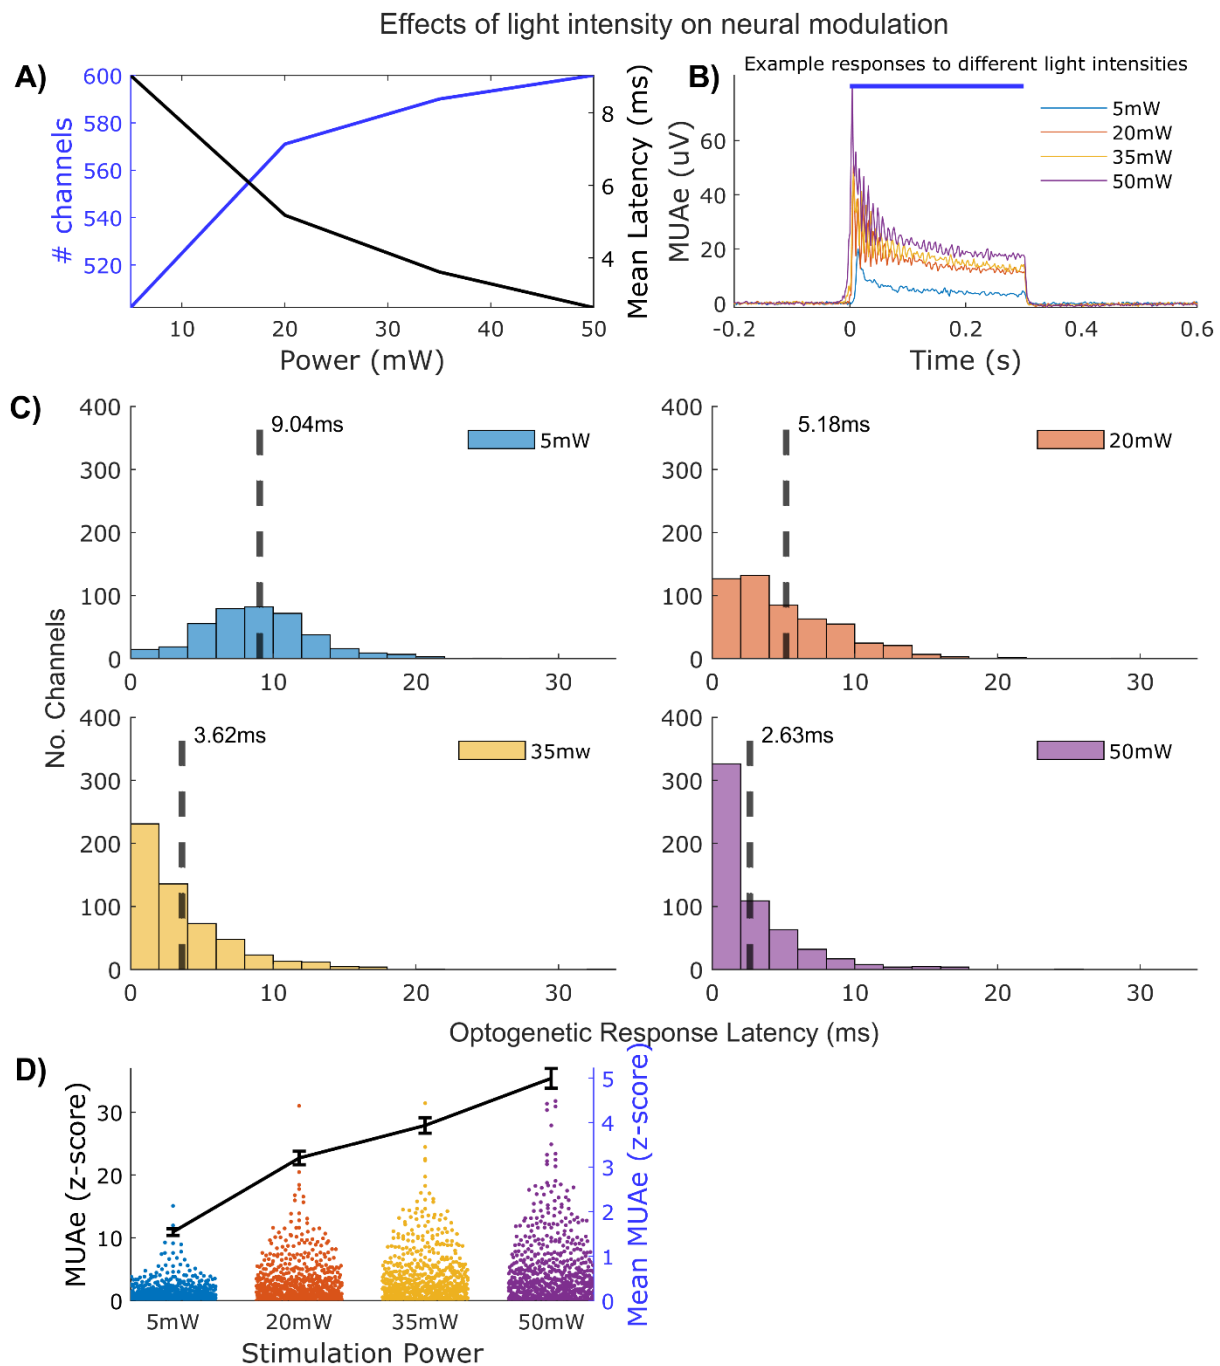 Effects of light intensity on neural modulation
A)
600
580
560
540
520
# channels
10
20
30
40
50
Power (mW)
8
6
4
Mean Latency (ms)
B)
Example responses to different light intensities
5mW
20mW
35mW
50mW
60
40
20
0
MUAe (uV)
-0.2
0
0.2
0.4
0.6
Time (s)
C)
400
300
200
100
0
9.04ms
5mW
0
10
20
30
400
300
200
100
0
5.18ms
20mW
0
10
20
30
No. Channels
400
300
200
100
0
3.62ms
35mw
0
10
20
30
400
300
200
100
0
2.63ms
50mW
0
10
20
30
Optogenetic Response Latency (ms)
D)
30
20
10
0
MUAe (z-score)
5
4
3
2
1
0
Mean MUAe (z-score)
5mW
20mW
35mW
50mW
Stimulation Power